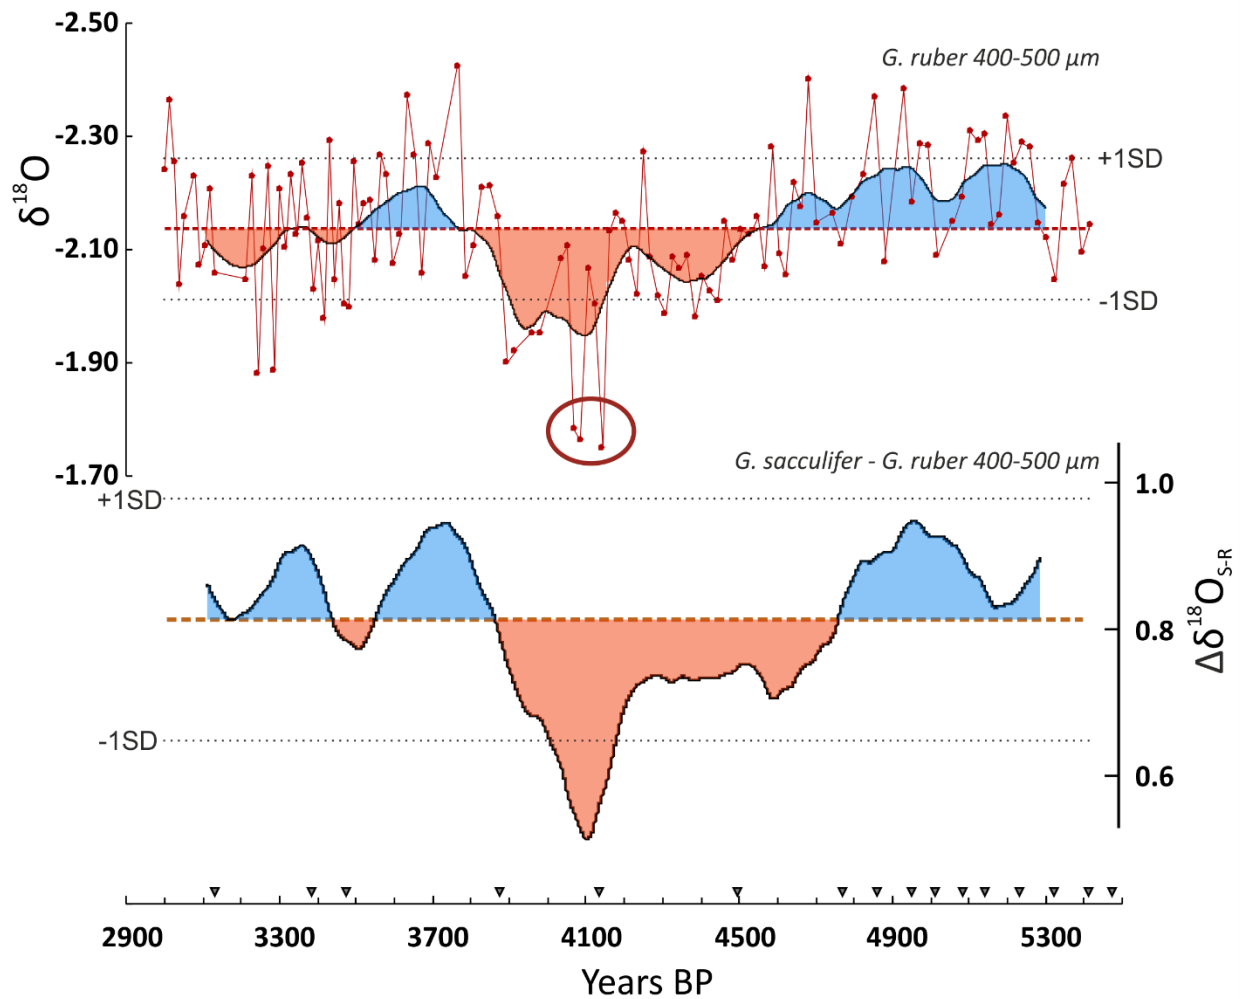 -2.50
G. ruber 400-500 µm
-2.30
+1SD
δ18O
-2.10
-1SD
-1.90
-1.70
G. sacculifer - G. ruber 400-500 µm
+1SD
1.0
0.8
Δδ18OS-R
-1SD
0.6
2900 3300 3700 4100 4500 4900 5300
Years BP